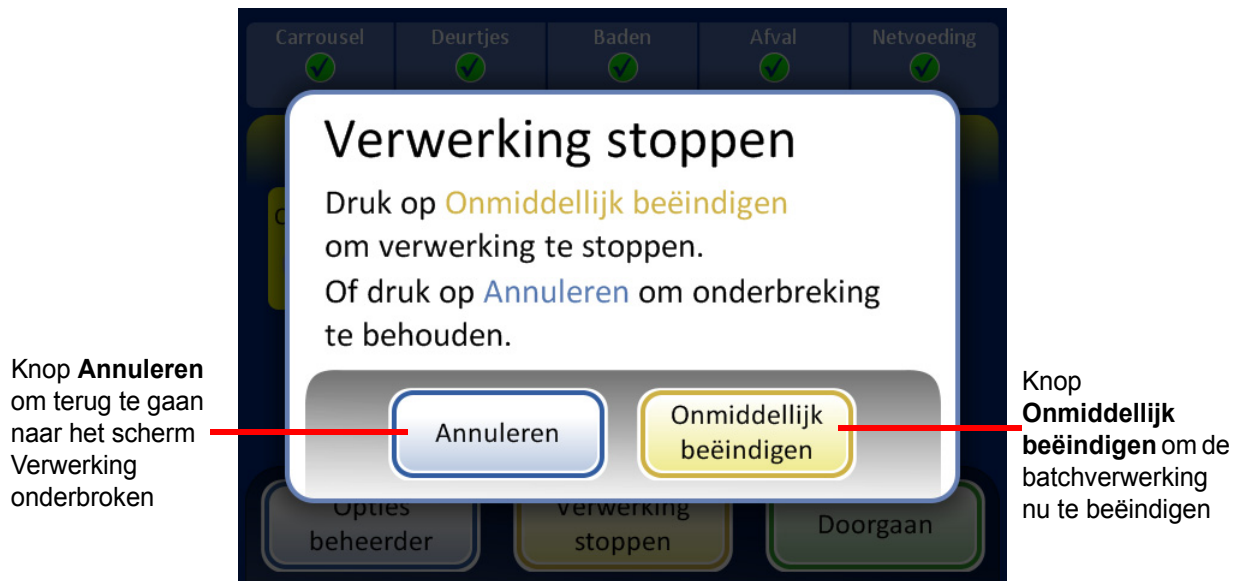 Carrousel Deurtjes Baden Afval Netvoeding
Verwerking stoppen
Druk op Onmiddellijk beëindigen
om verwerking te stoppen.
Of druk op Annuleren om onderbreking
te behouden.
Annuleren
Onmiddellijk
beëindigen
Opties
beheerder
Verwerking
stoppen
Doorgaan
Knop Annuleren
om terug te gaan
naar het scherm
Verwerking
onderbroken
Knop
Onmiddellijk
beëindigen om de
batchverwerking
nu te beëindigen